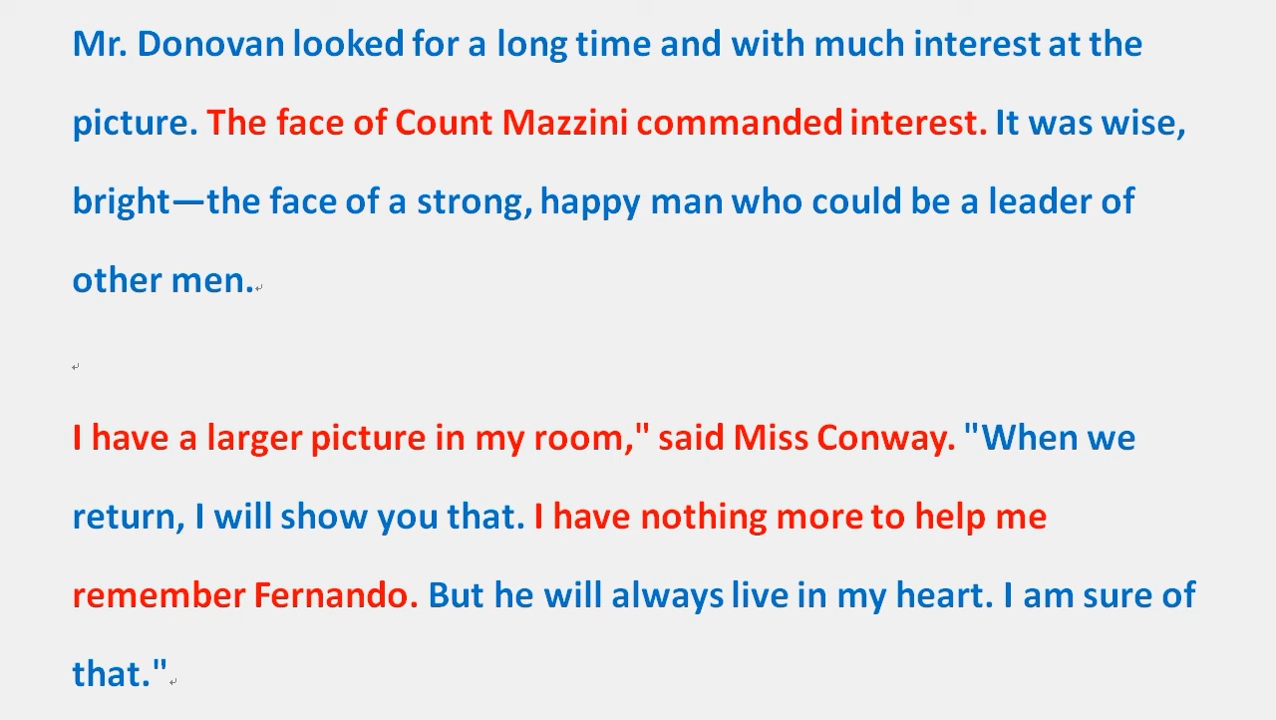 Mr. Donovan looked for a long time and with much interest at the
picture. The face of Count Mazzini commanded interest. It was wise,
bright—the face of a strong, happy man who could be a leader of
other men.
I have a larger picture in my room," said Miss Conway. "When we
return, I will show you that. I have nothing more to help me
remember Fernando. But he will always live in my heart. I am sure of
that."